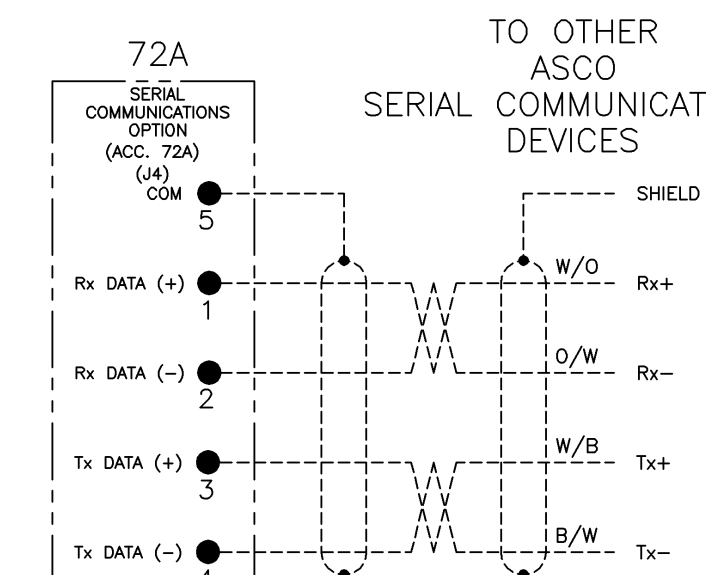 72A
SERIAL
COMMUNICATIONS
OPTION
(ACC. 72A)
(J4)
COM
5
Rx DATA (+)
1
Rx DATA (−)
2
Tx DATA (+)
3
Tx DATA (−)
TO OTHER
ASCO
SERIAL COMMUNICAT
DEVICES
SHIELD
W/O
Rx+
O/W
Rx−
W/B
Tx+
B/W
Tx−